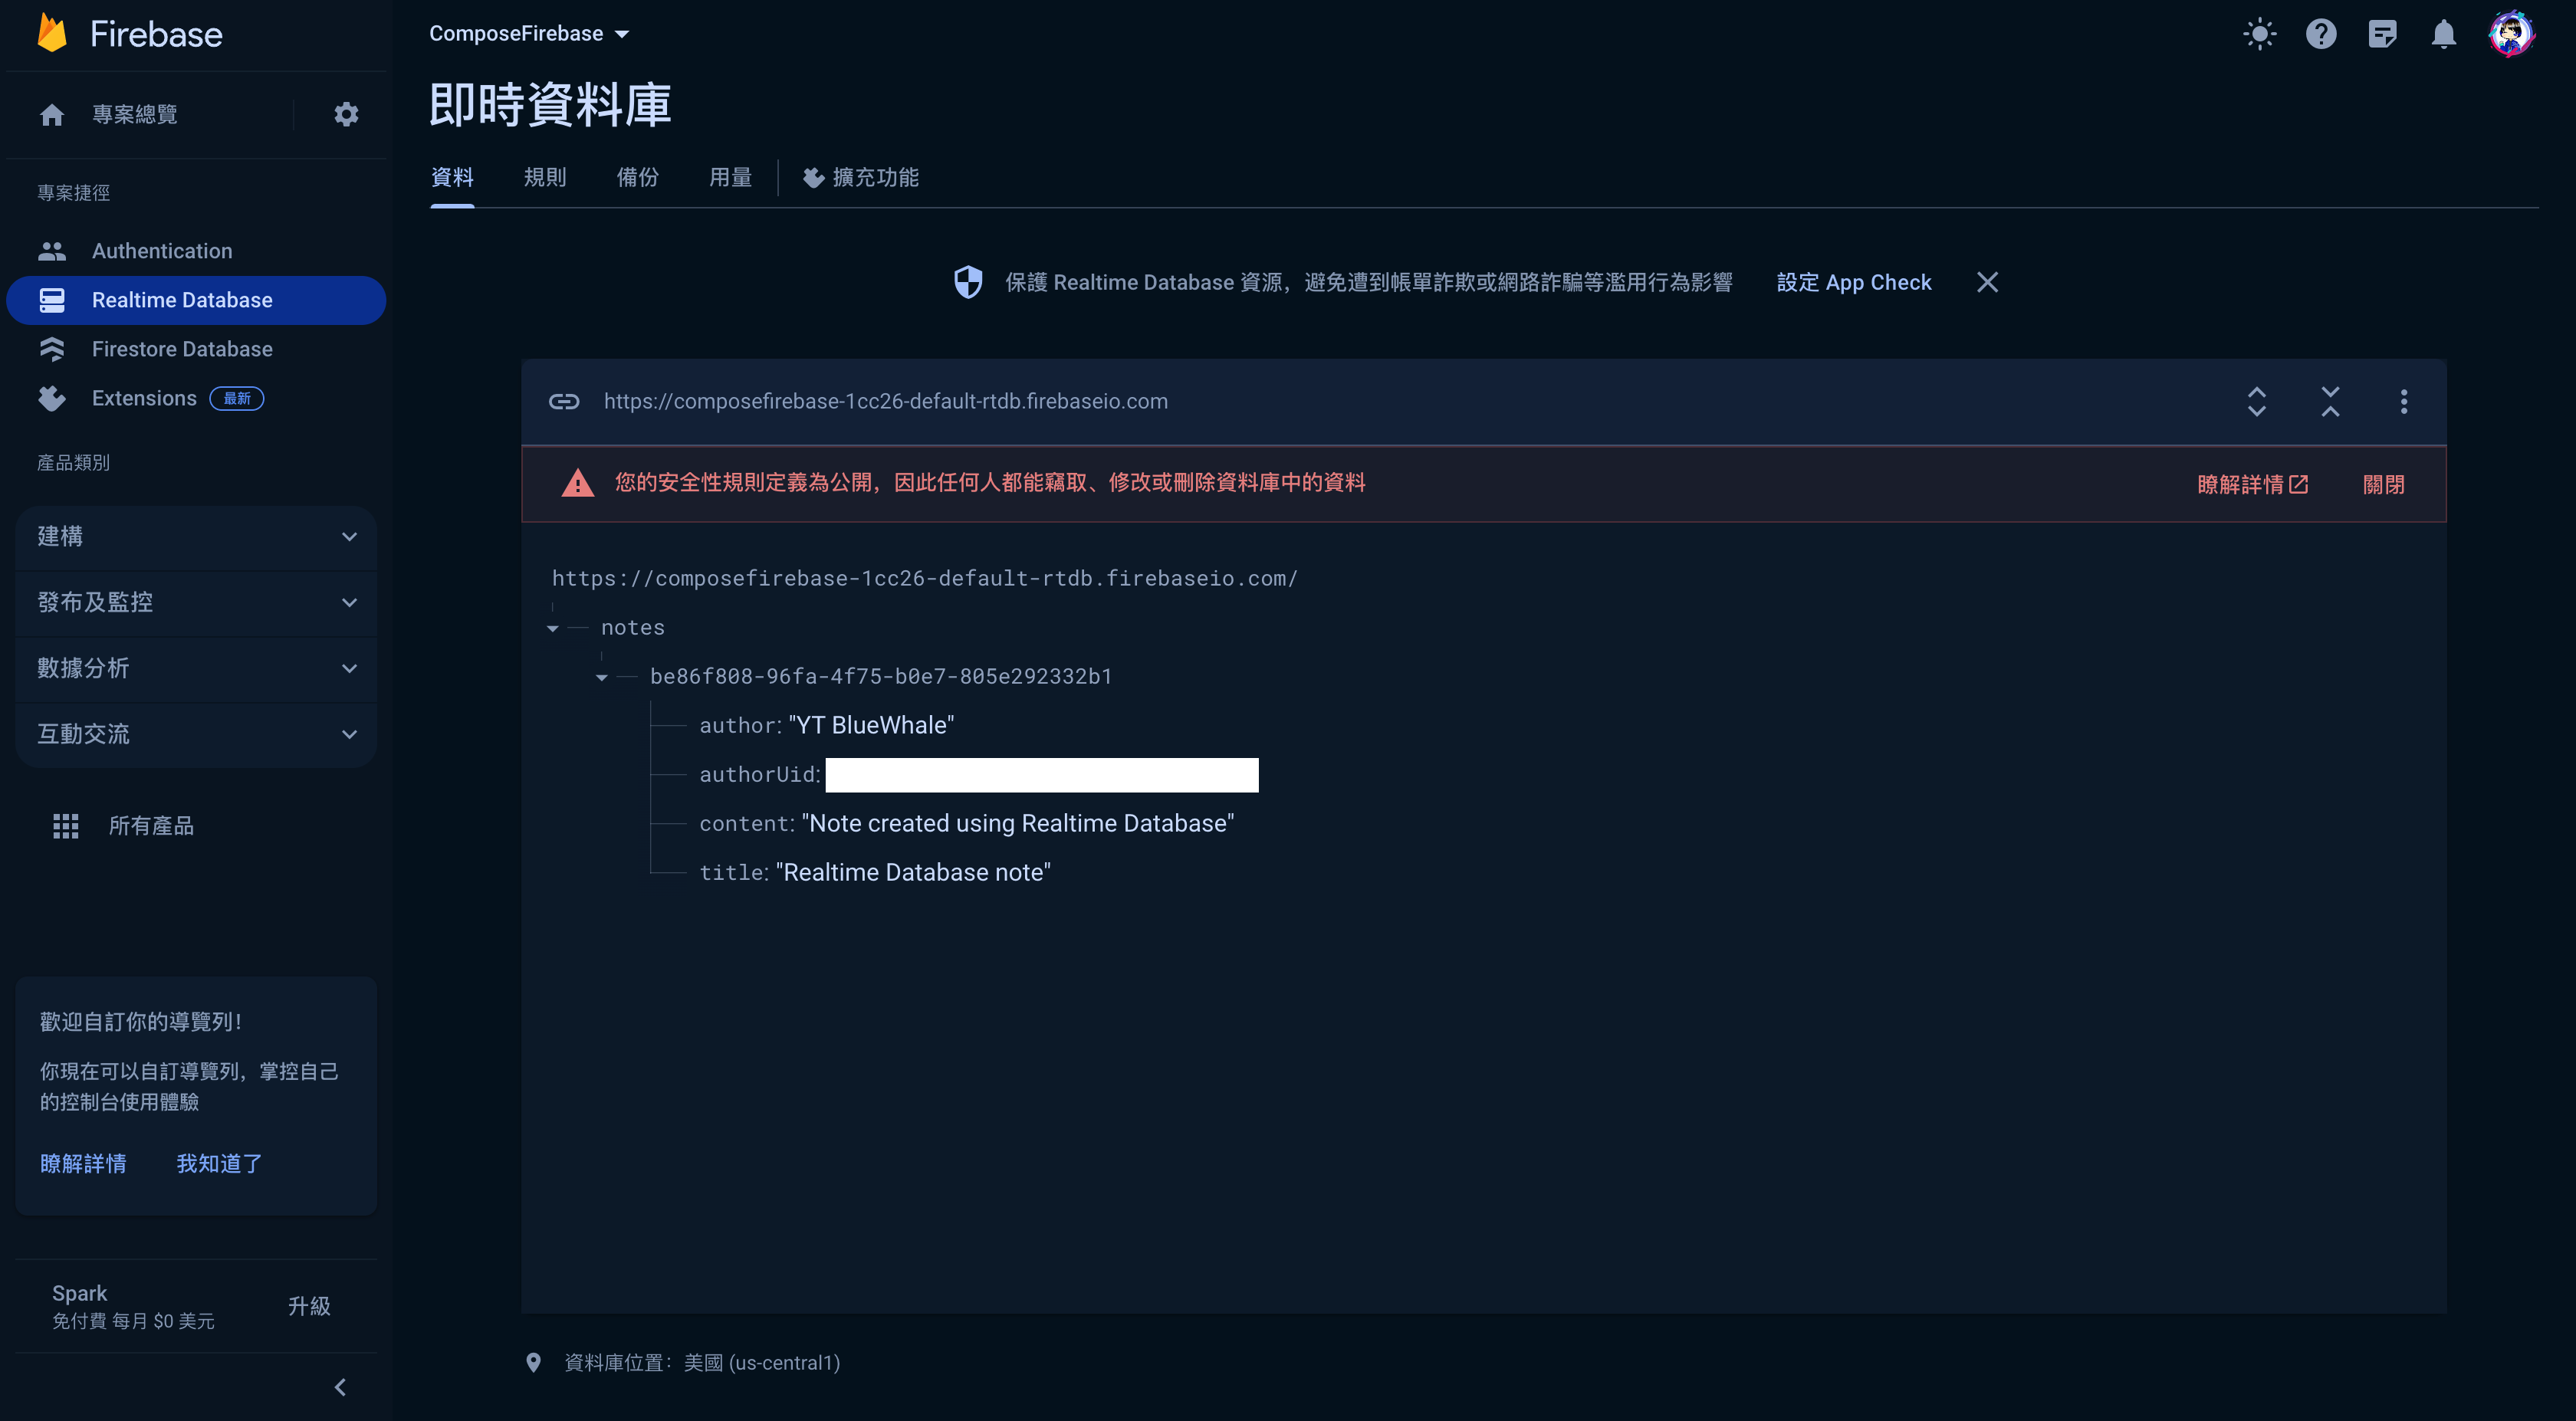 Firebase
專案總覽
專案捷徑
Authentication
Realtime Database
Firestore Database
Extensions 最新
產品類別
建構
發布及監控
數據分析
互動交流
所有產品
歡迎自訂你的導覽列!
你現在可以自訂導覽列，掌控自己
的控制台使用體驗
瞭解詳情 我知道了
Spark
免付費 每月 $0 美元
升級
ComposeFirebase
即時資料庫
資料 規則 備份 用量 擴充功能
保護 Realtime Database 資源，避免遭到帳單詐欺或網路詐騙等濫用行為影響 設定 App Check
https://composefirebase-1cc26-default-rtdb.firebaseio.com
您的安全性規則定義為公開，因此任何人都能竊取、修改或刪除資料庫中的資料 瞭解詳情 關閉
https://composefirebase-1cc26-default-rtdb.firebaseio.com/
notes
be86f808-96fa-4f75-b0e7-805e292332b1
author: "YT BlueWhale"
authorUid:
content: "Note created using Realtime Database"
title: "Realtime Database note"
資料庫位置：美國 (us-central1)